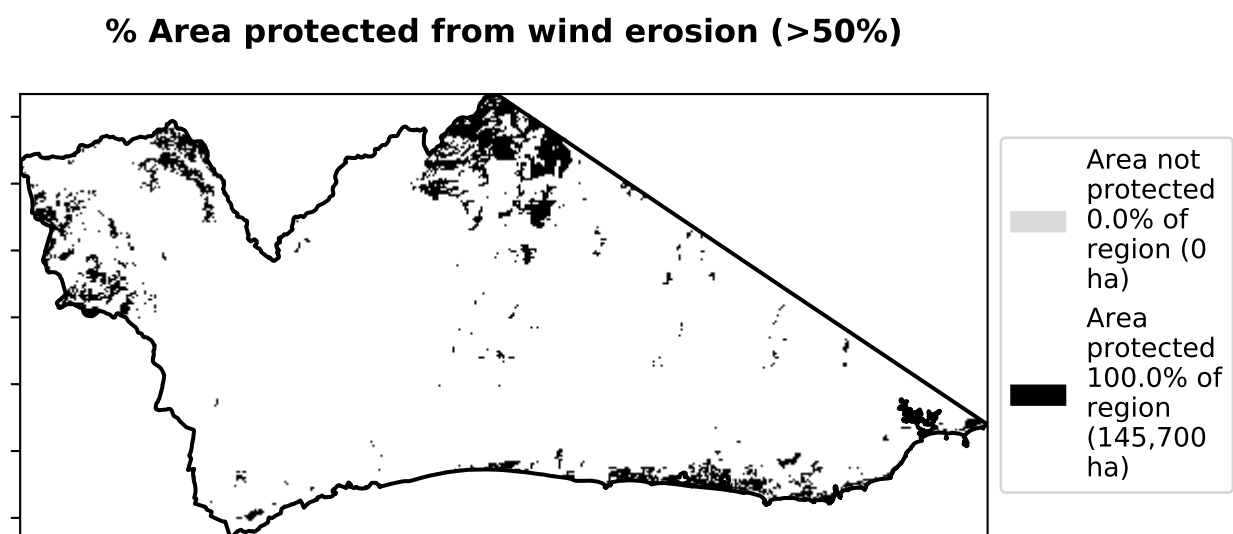 % Area protected from wind erosion (>50%)
Area not
protected
0.0% of
region (0
ha)
Area
protected
100.0% of
region
(145,700
ha)